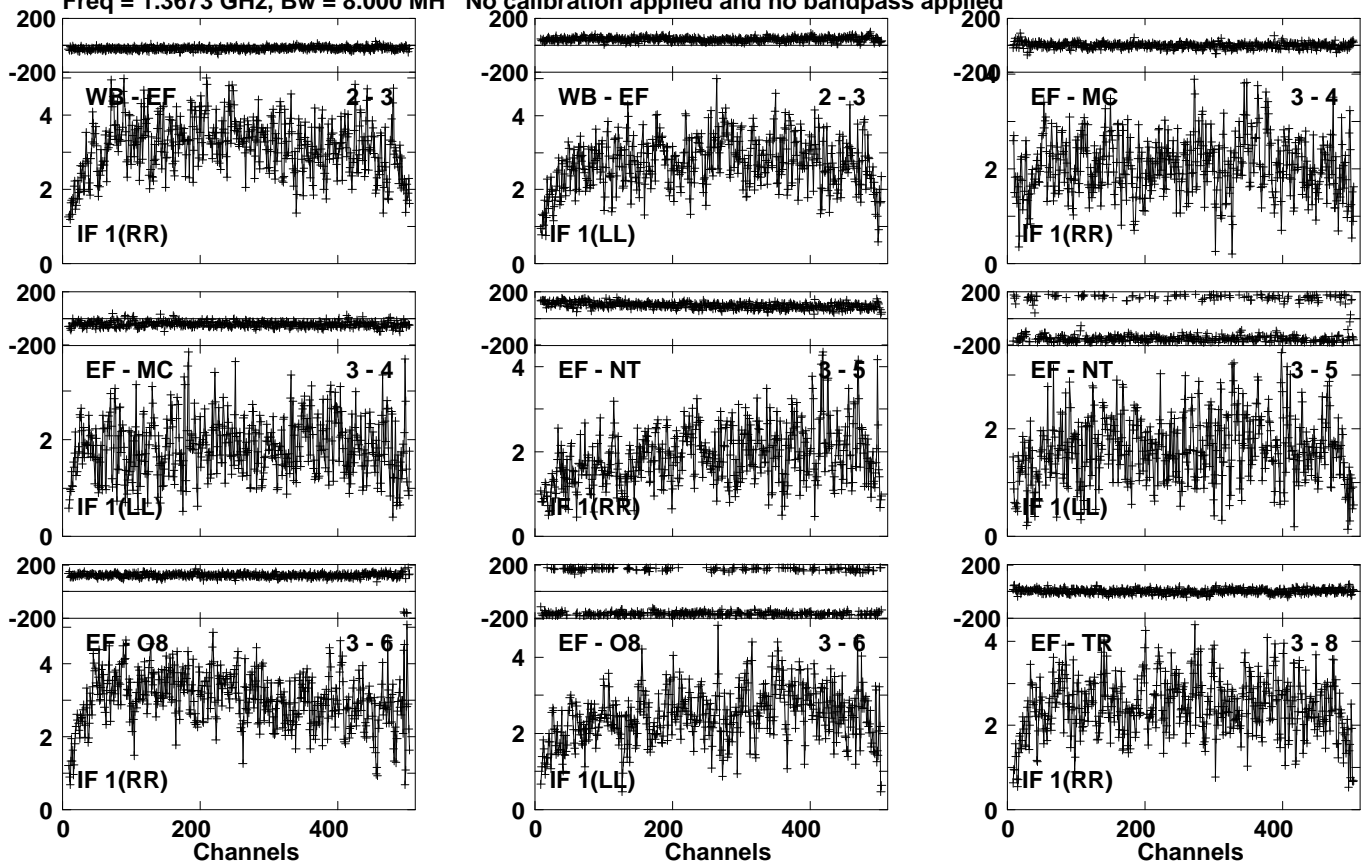 Freq = 1.3673 GHz, Bw = 8.000 MH No calibration applied and no bandpass applied
200 200 200
-200 -200 -200 4
WB - EF 2 - 3 WB - EF 2 - 3 EF - MC 3 - 4
4 4
2 2 2
IF 1(RR) IF 1(LL) IF 1(RR)
0 0 0
200 200 200
-200 -200 -200
EF - MC 3 - 4 EF - NT 3 - 5 EF - NT 3 - 5
4
2 2 2
IF 1(LL) IF 1(RR) IF 1(LL)
0 0 0
200 200 200
-200 -200 -200
EF - O8 3 - 6 EF - O8 3 - 6 EF - TR 3 - 8
4 4 4
2 2 2
IF 1(RR) IF 1(LL) IF 1(RR)
0 0 0
0 200 400 0 200 400 0 200 400
Channels Channels Channels